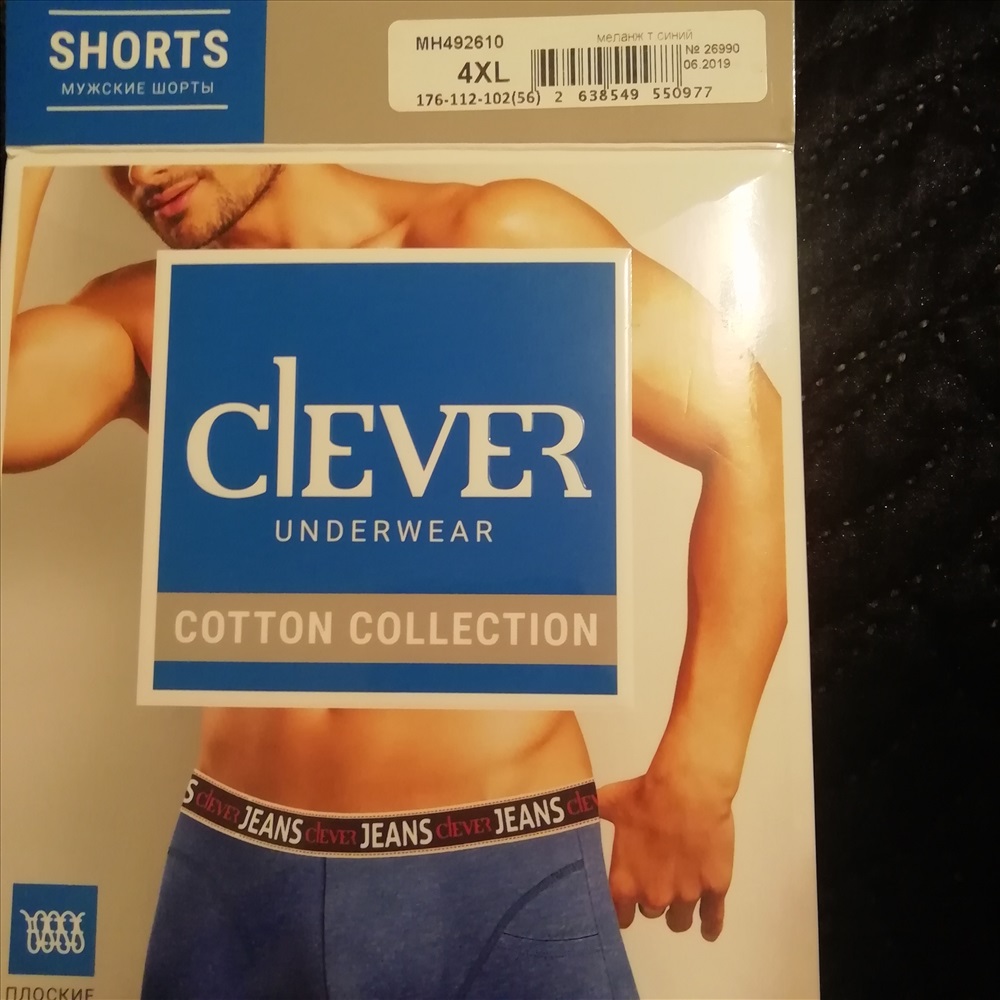 SHORTS
МУЖСКИЕ ШОРТЫ
MH492610
меланж т синий
4XL
№ 26990
06.2019
176-112-102(56) 2 638549 550977
ClEVER
UNDERWEAR
COTTON COLLECTION
S ClEVER JEANS ClEVER JEANS ClEVER JEANS ClEV
ПЛОСКИЕ